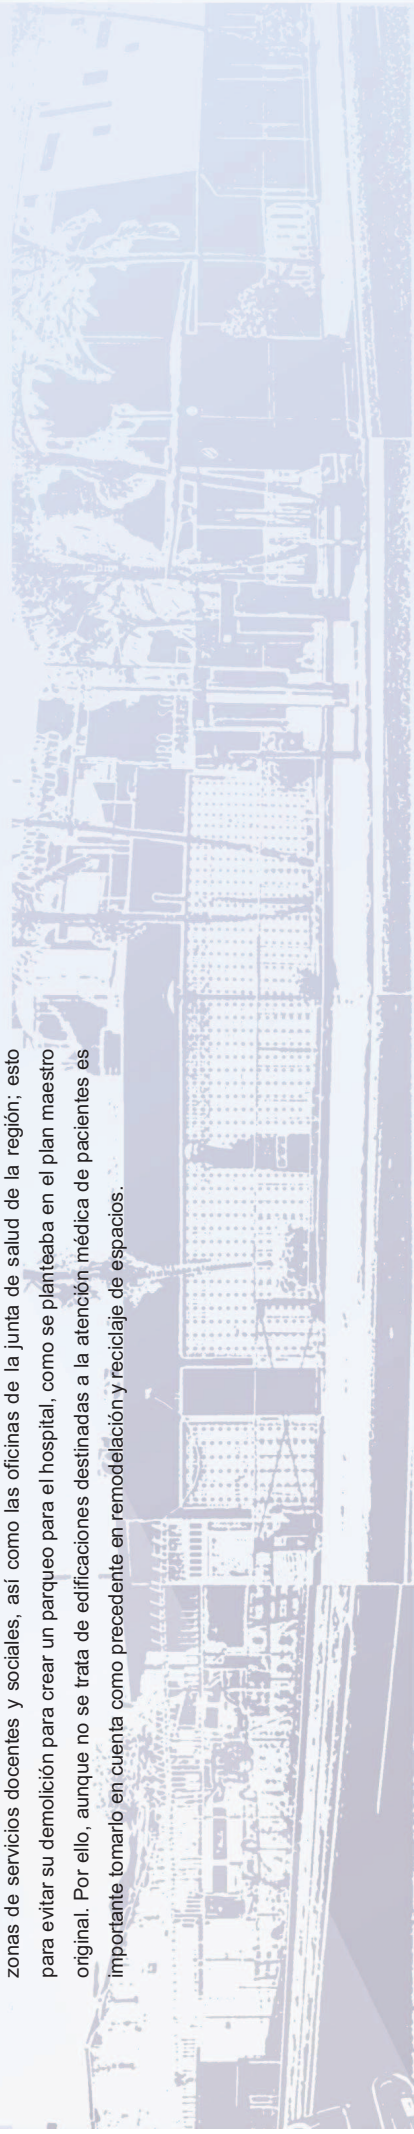 zonas de servicios docentes y sociales, así como las oficinas de la junta de salud de la región; esto
para evitar su demolición para crear un parqueo para el hospital, como se planteaba en el plan maestro
original. Por ello, aunque no se trata de edificaciones destinadas a la atención médica de pacientes es
importante tomarlo en cuenta como precedente en remodelación y reciclaje de espacios.